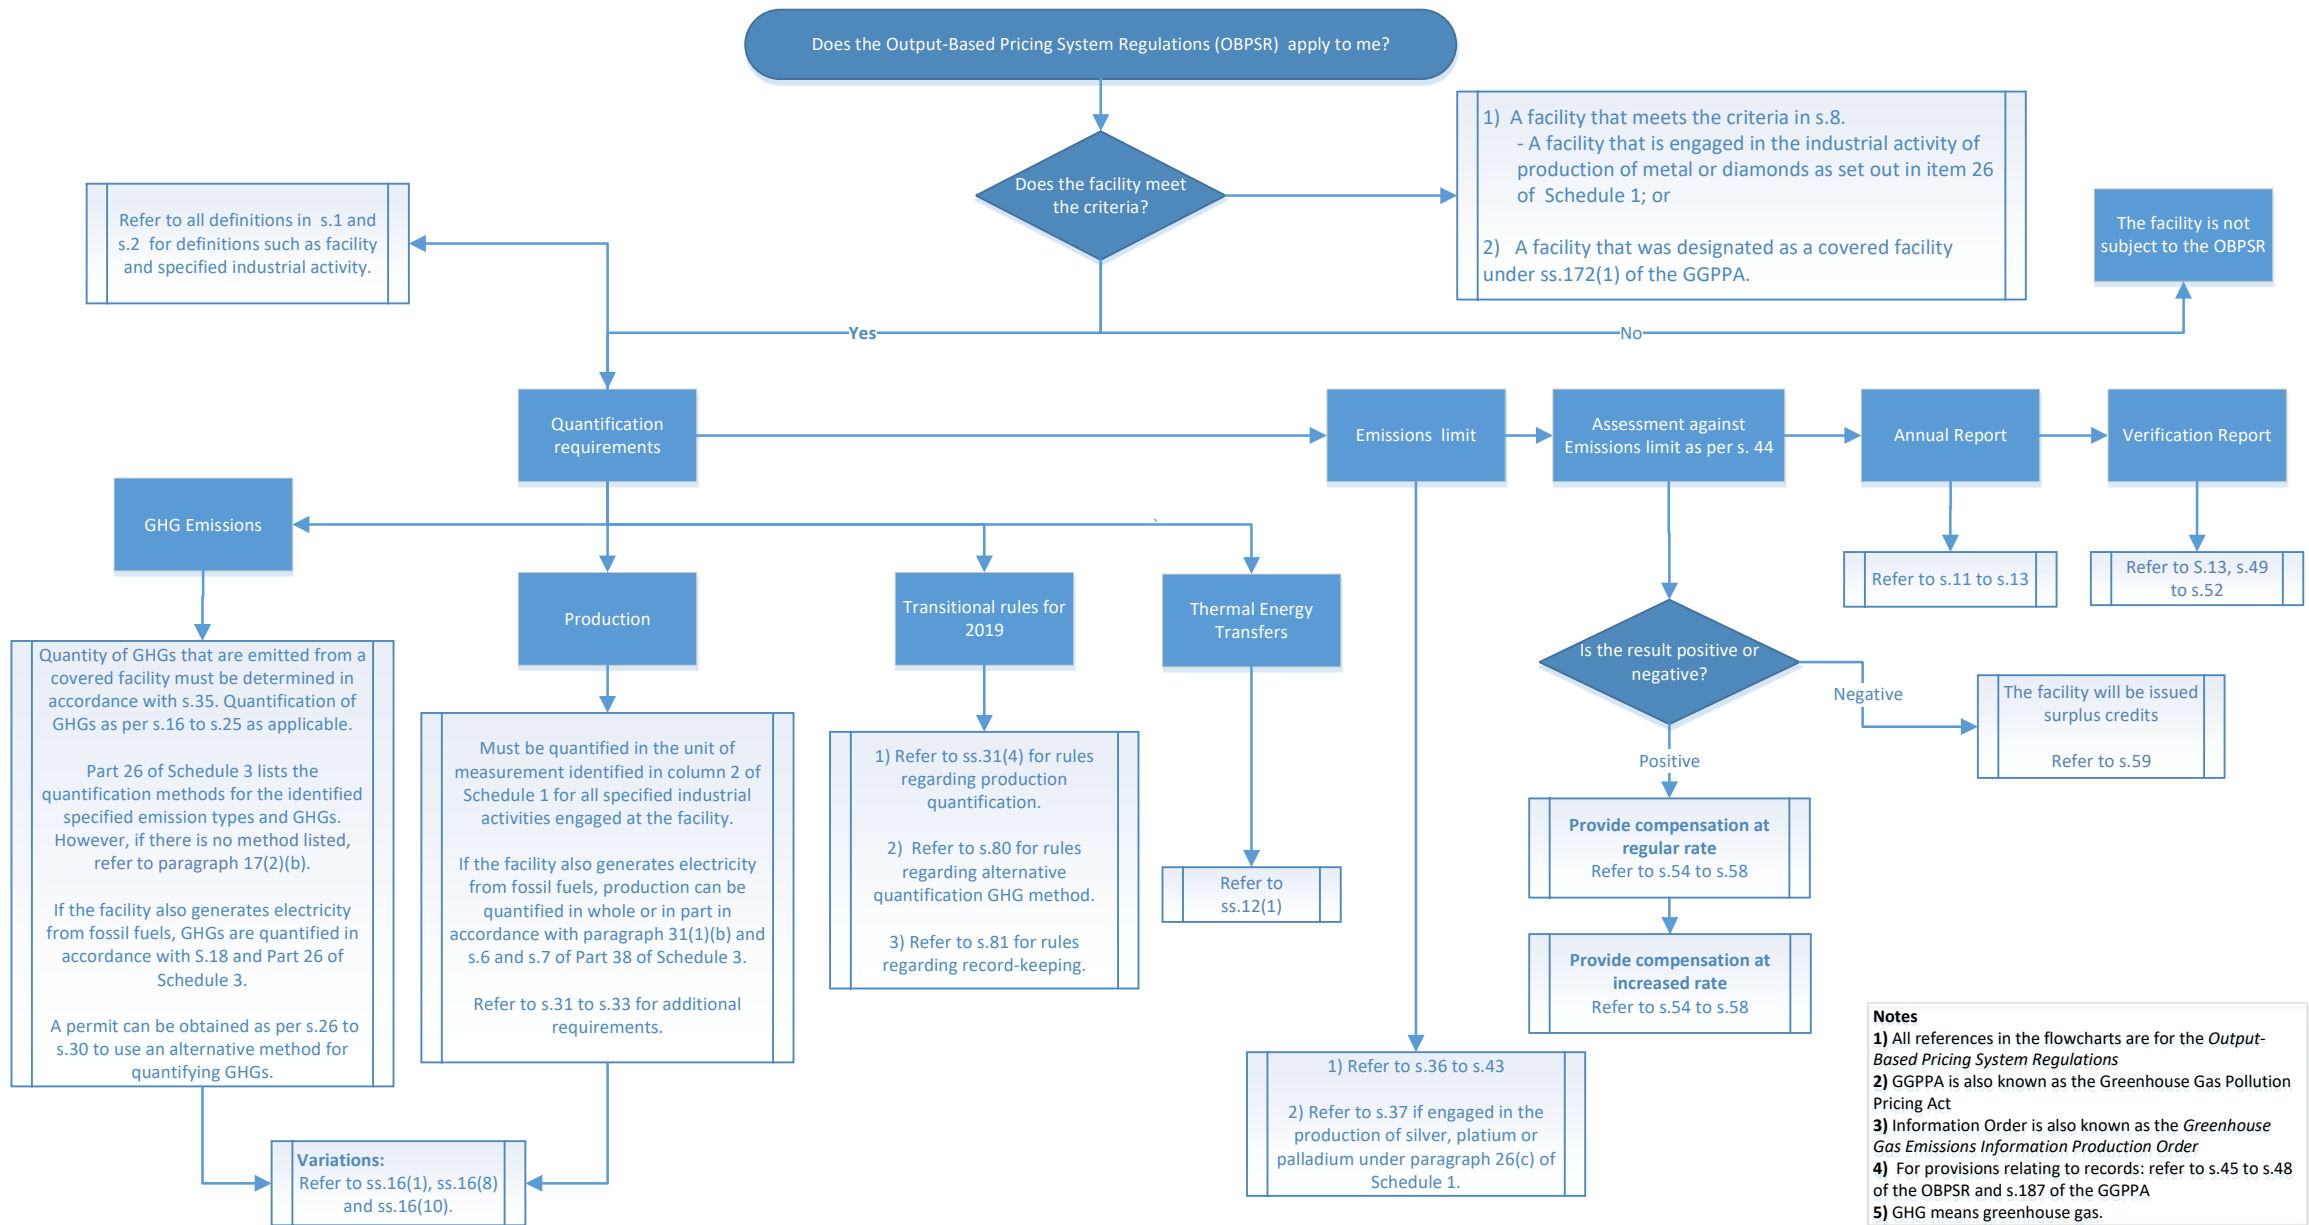 Does the Output-Based Pricing System Regulations (OBPSR)  apply to me?
Does the facility meet
the criteria?
1)  A facility that meets the criteria in s.8.
- A facility that is engaged in the industrial activity of
production of metal or diamonds as set out in item 26
of  Schedule 1; or
2)   A facility that was designated as a covered facility
under ss.172(1) of the GGPPA.
The facility is not
subject to the OBPSR
Refer to all definitions in  s.1 and
s.2  for definitions such as facility
and specified industrial activity.
Yes
No
Quantification
requirements
Emissions  limit
Assessment against
Emissions limit as per s. 44
Annual Report
Verification Report
GHG Emissions
Production
Transitional rules for
2019
Thermal Energy
Transfers
`
Refer to s.11 to s.13
Refer to S.13, s.49
to s.52
Quantity of GHGs that are emitted from a
covered facility must be determined in
accordance with s.35. Quantification of
GHGs as per s.16 to s.25 as applicable.
Part 26 of Schedule 3 lists the
quantification methods for the identified
specified emission types and GHGs.
However, if there is no method listed,
refer to paragraph 17(2)(b).
If the facility also generates electricity
from fossil fuels, GHGs are quantified in
accordance with S.18 and Part 26 of
Schedule 3.
A permit can be obtained as per s.26 to
s.30 to use an alternative method for
quantifying GHGs.
Must be quantified in the unit of
measurement identified in column 2 of
Schedule 1 for all specified industrial
activities engaged at the facility.
If the facility also generates electricity
from fossil fuels, production can be
quantified in whole or in part in
accordance with paragraph 31(1)(b) and
s.6 and s.7 of Part 38 of Schedule 3.
Refer to s.31 to s.33 for additional
requirements.
1) Refer to ss.31(4) for rules
regarding production
quantification.
2)  Refer to s.80 for rules
regarding alternative
quantification GHG method.
3) Refer to s.81 for rules
regarding record-keeping.
Refer to
ss.12(1)
Is the result positive or
negative?
Negative
The facility will be issued
surplus credits
Refer to s.59
Positive
Provide compensation at
regular rate
Refer to s.54 to s.58
Provide compensation at
increased rate
Refer to s.54 to s.58
1) Refer to s.36 to s.43
2) Refer to s.37 if engaged in the
production of silver, platium or
palladium under paragraph 26(c) of
Schedule 1.
Variations:
Refer to ss.16(1), ss.16(8)
and ss.16(10).
Notes
1) All references in the flowcharts are for the Output-
Based Pricing System Regulations
2) GGPPA is also known as the Greenhouse Gas Pollution
Pricing Act
3) Information Order is also known as the Greenhouse
Gas Emissions Information Production Order
4)  For provisions relating to records: refer to s.45 to s.48
of the OBPSR and s.187 of the GGPPA
5) GHG means greenhouse gas.